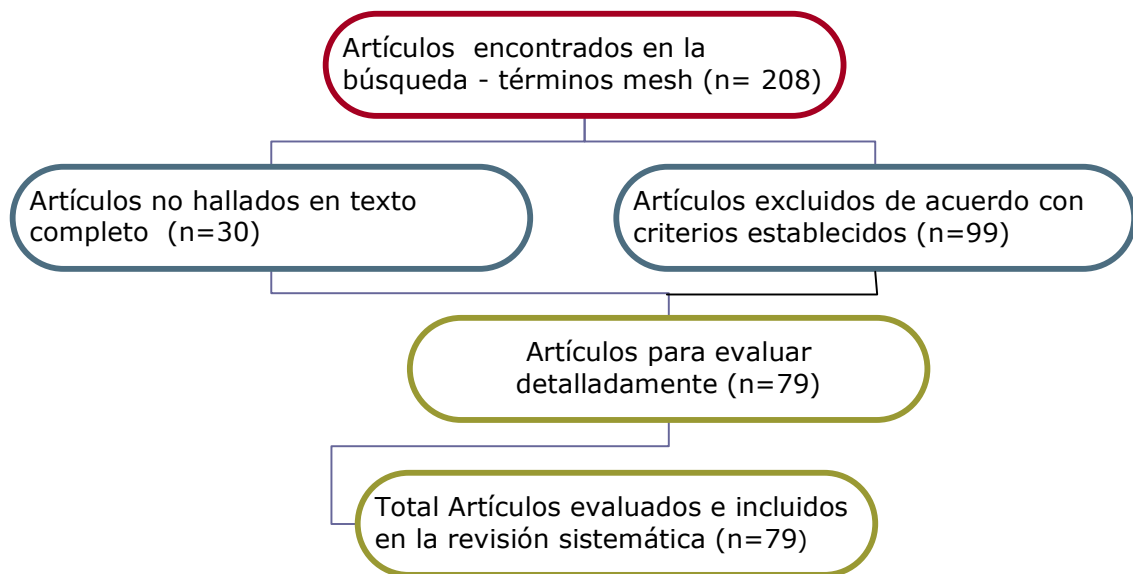 Artículos encontrados en la
búsqueda - términos mesh (n= 208)
Artículos no hallados en texto
completo (n=30)
Artículos excluidos de acuerdo con
criterios establecidos (n=99)
Artículos para evaluar
detalladamente (n=79)
Total Artículos evaluados e incluidos
en la revisión sistemática (n=79)